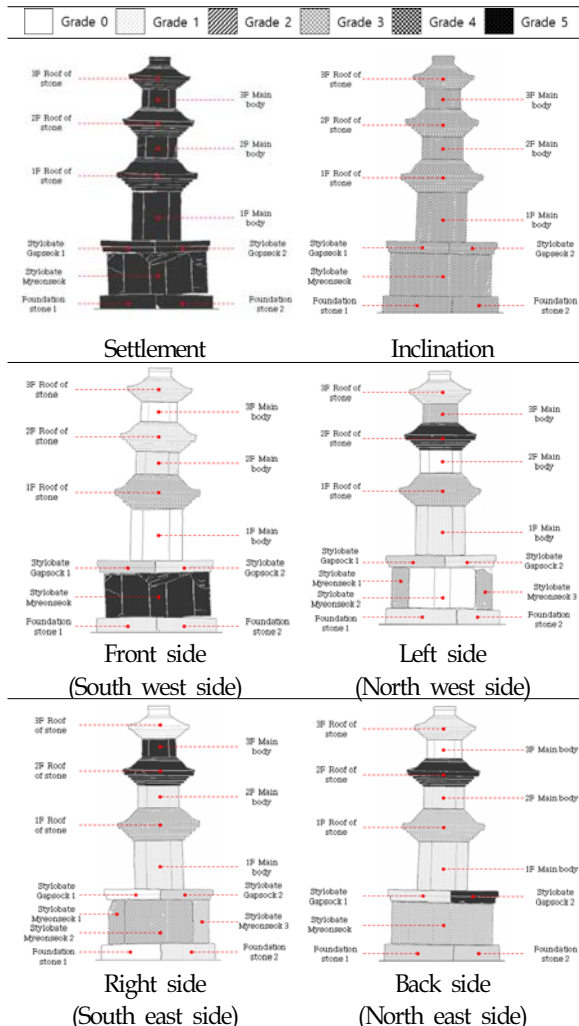 Grade 0 Grade 1 Grade 2 Grade 3 Grade 4 Grade 5
3F Roof of
stone
3F Main
body
2F Roof of
stone
2F Main
body
1F Roof of
stone
1F Main
body
Stylobate
Gapseok 1
Stylobate
Gopseok 2
Stylobate
Myeonseok
Foundation
stone 1
Foundation
stone 2
Settlement
3F Roof of
stone
3F Main
body
2F Roof of
stone
2F Main
body
1F Roof of
stone
1F Main
body
Stylobate
Gapseok 1
Stylobate
Gapseok 2
Stylobate
Myeonseok
Foundation
stone 1
Foundation
stone 2
Inclination
3F Roof of
stone
3F Main
body
2F Roof of
stone
2F Main
body
1F Roof of
stone
1F Main
body
Stylobate
Gapsock 1
Stylobate
Gapsock 2
Stylobate
Myeonseok
Foundation
stone 1
Foundation
stone 2
Front side
(South west side)
3F Roof of
stone
3F Main
body
2F Roof of
stone
2F Main
body
1F Roof of
stone
1F Main
body
Stylobate
Gapsock 1
Stylobate
Gapsock 2
Stylobate
Myeonseok 1
Stylobate
Myeonseok 2
Stylobate
Myeonseok 3
Foundation
stone 1
Foundation
stone 2
Left side
(North west side)
3F Roof
of stone
3F Main
body
2F Roof
of stone
2F Main
body
1F Roof
of stone
1F Main
body
Stylobate
Gapsock 1
Stylobate
Gapsock 2
Stylobate
Myeonseok 1
Stylobate
Myeonseok 2
Stylobate
Myeonseok 3
Foundation
stone 1
Foundation
stone 2
Right side
(South east side)
3F Roof of
stone
3F Main body
2F Roof of
stone
2F Main body
1F Roof of
stone
1F Main body
Stylobate
Gapsock 1
Stylobate
Gapsock 2
Stylobate
Myeonseok
Foundation
stone 1
Foundation
stone 2
Back side
(North east side)